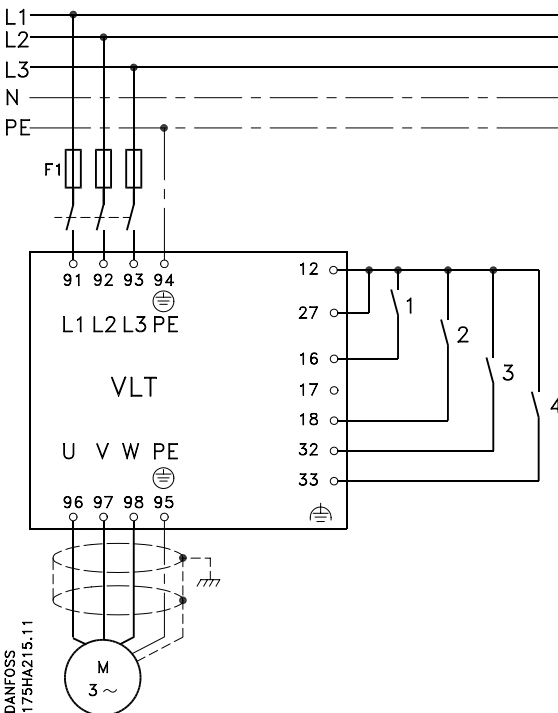 L1
L2
L3
N
PE
F1
91 92 93 94
L1 L2 L3 PE
VLT
U V W PE
96 97 98 95
12
27
16
17
18
32
33
1
2
3
4
M
3 ~
DANFOSS
175HA215.11